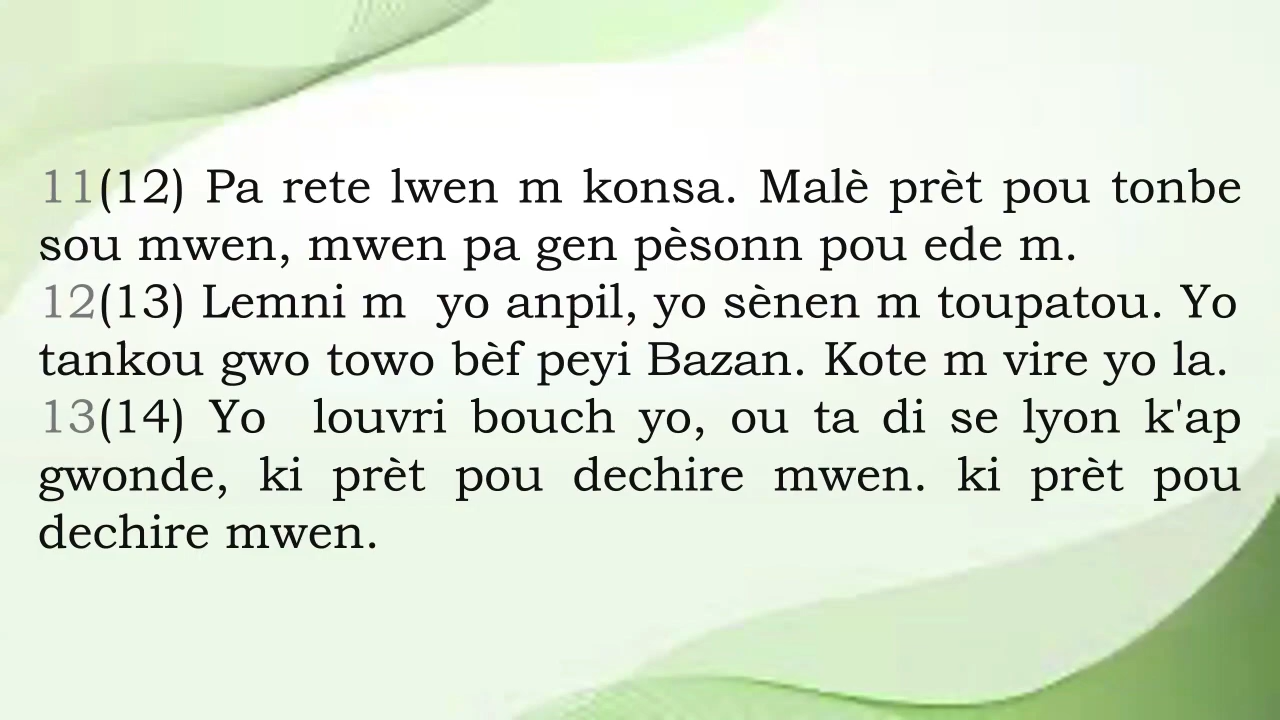 11(12) Pa rete lwen m konsa. Malè prèt pou tonbe
sou mwen, mwen pa gen pèsonn pou ede m.
12(13) Lemni m  yo anpil, yo sènen m toupatou. Yo
tankou gwo towo bèf peyi Bazan. Kote m vire yo la.
13(14) Yo  louvri bouch yo, ou ta di se lyon k'ap
gwonde, ki prèt pou dechire mwen. ki prèt pou
dechire mwen.